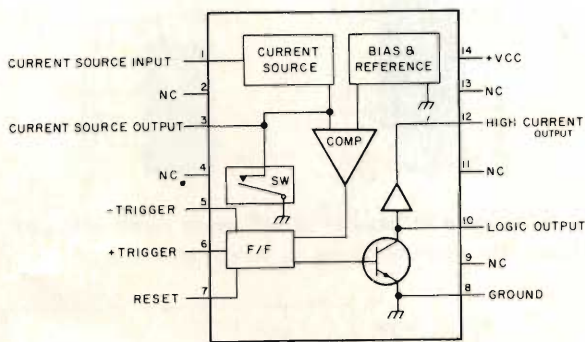 CURRENT SOURCE INPUT
1
NC
2
CURRENT SOURCE OUTPUT
3
NC
4
-TRIGGER
5
+TRIGGER
6
RESET
7
CURRENT
SOURCE
BIAS &
REFERENCE
COMP
SW
F/F
14
+VCC
13
NC
12
HIGH CURRENT
OUTPUT
11
NC
10
LOGIC OUTPUT
9
NC
8
GROUND